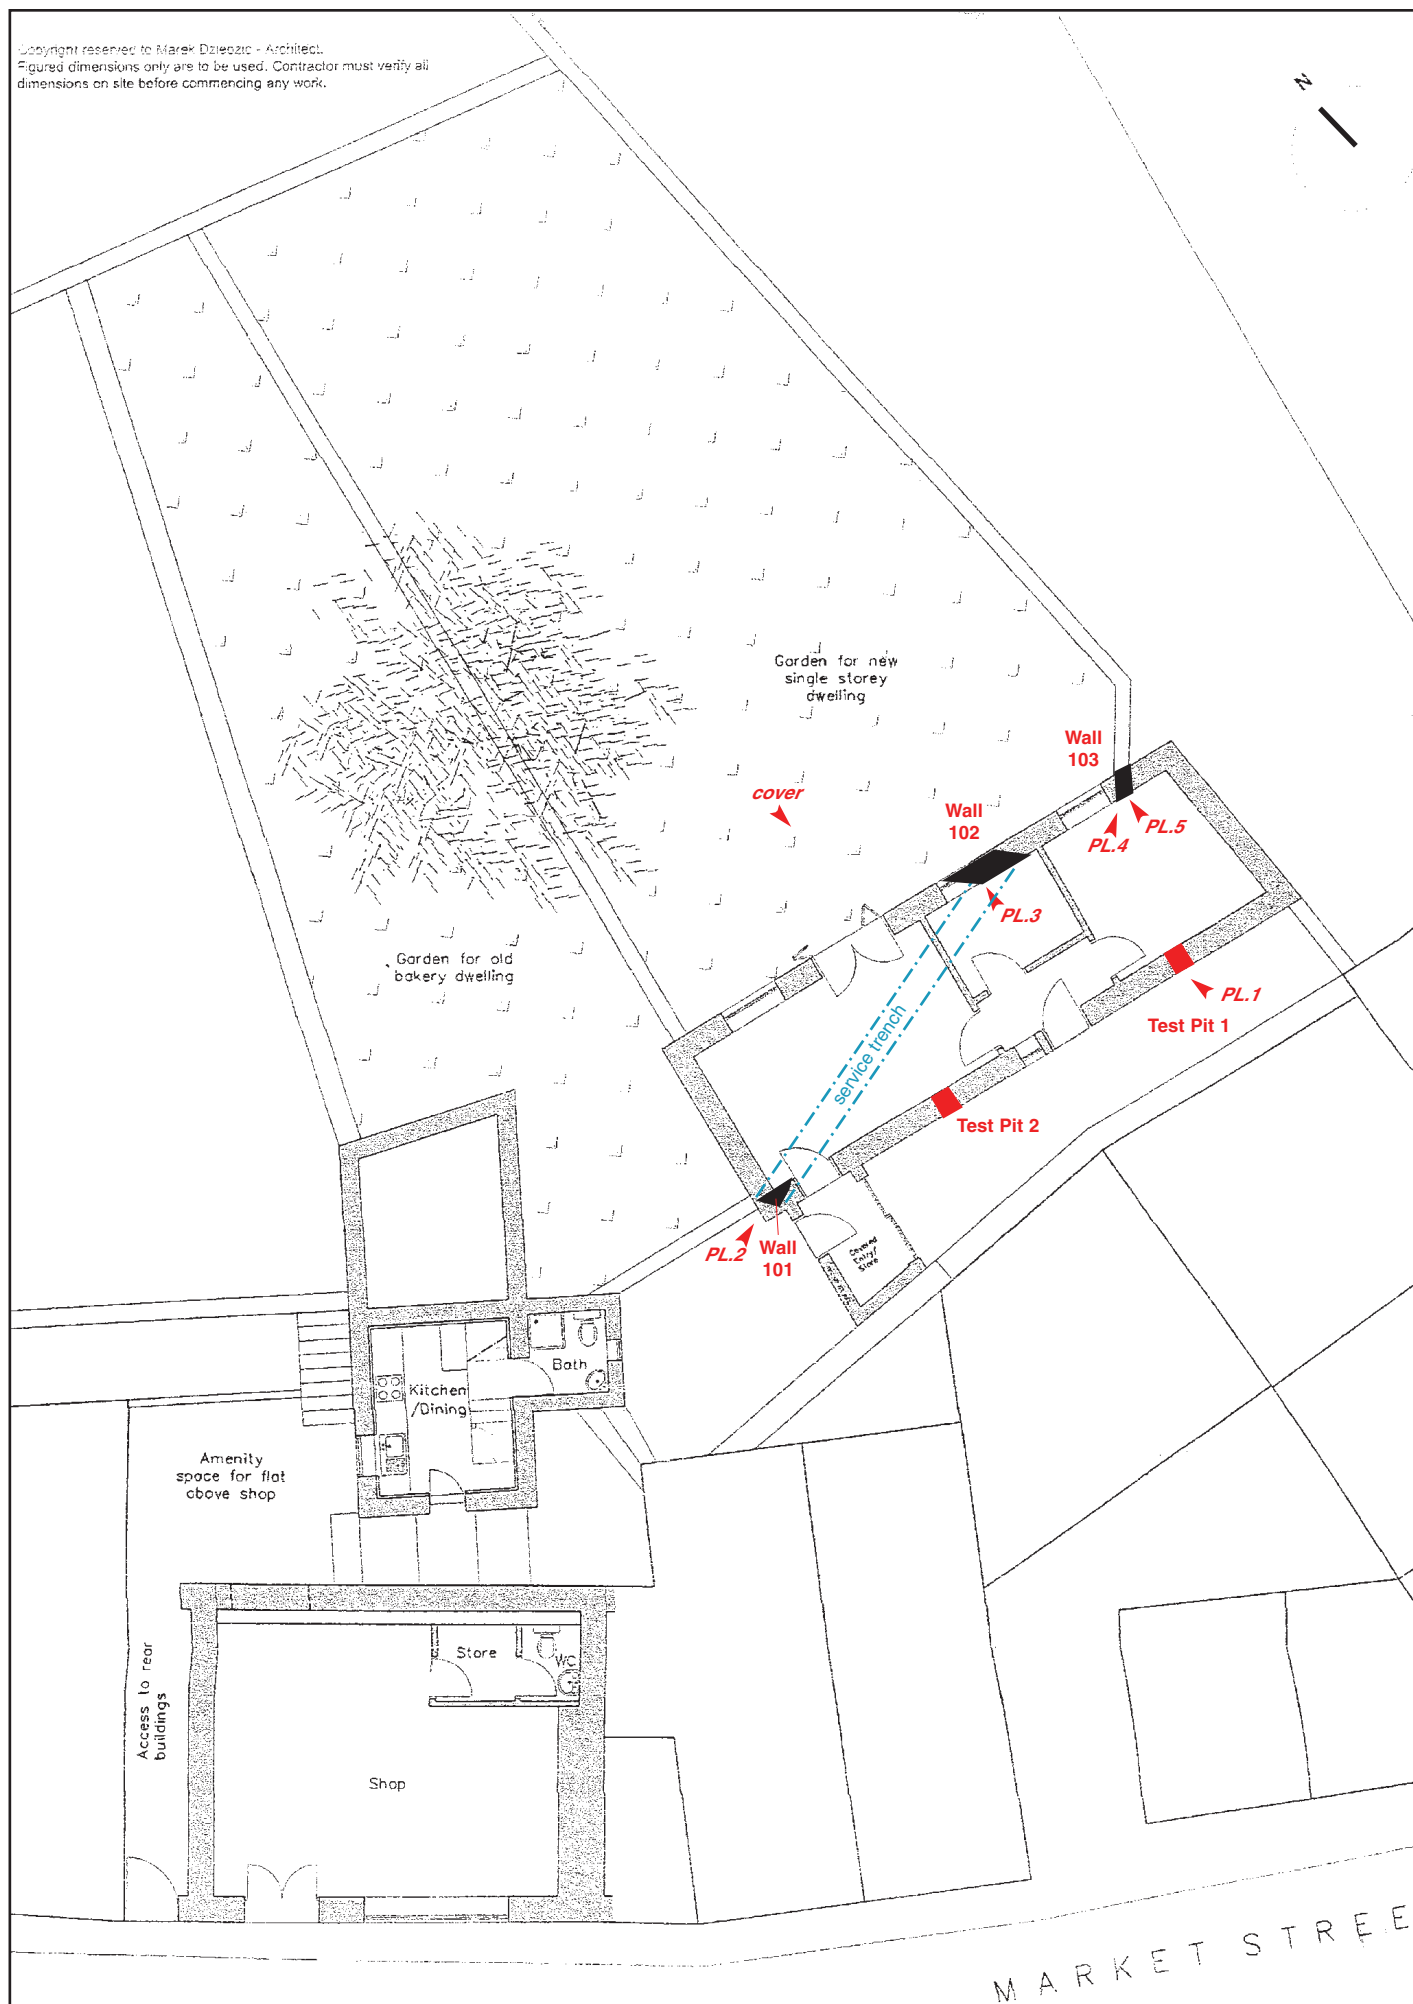 Copyright reserved to Marek Dziedzic - Architect.
Figured dimensions only are to be used. Contractor must verify all
dimensions on site before commencing any work.
N
Garden for new
single storey
dwelling
Wall
103
cover
Wall
102
PL.5
PL.4
PL.3
Garden for old
bakery dwelling
PL.1
Test Pit 1
service trench
Test Pit 2
PL.2
Wall
101
Covered
Entry/
Store
Bath
Kitchen
/Dining
Amenity
space for flat
above shop
Store
WC
Access to rear
buildings
Shop
MARKET STREE